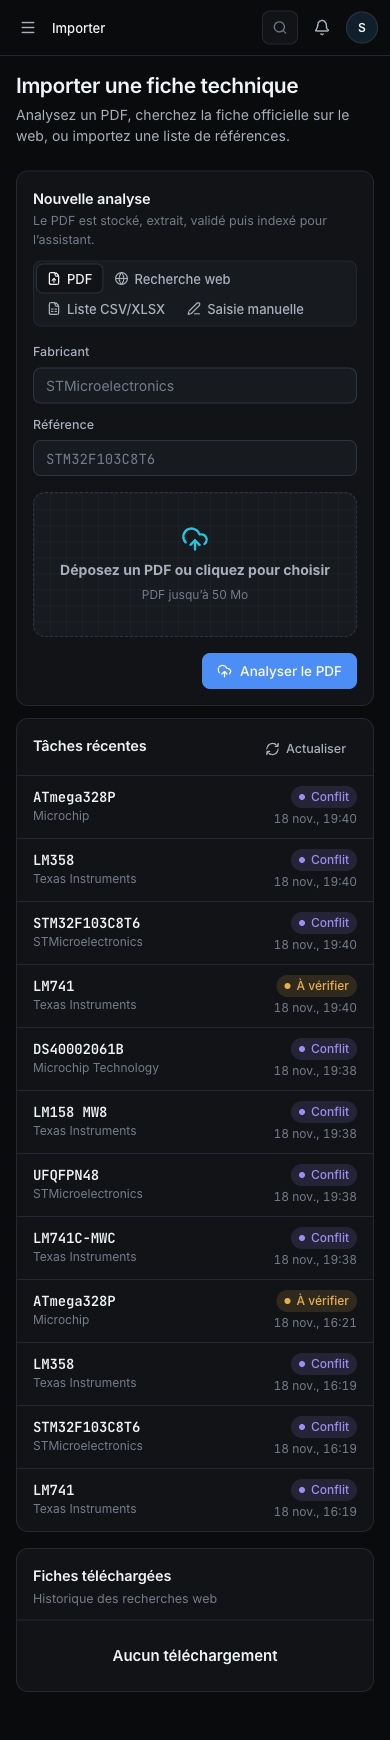 Importer
S
Importer une fiche technique
Analysez un PDF, cherchez la fiche officielle sur le
web, ou importez une liste de références.
Nouvelle analyse
Le PDF est stocké, extrait, validé puis indexé pour
l'assistant.
PDF
Recherche web
Liste CSV/XLSX
Saisie manuelle
Fabricant
STMicroelectronics
Référence
STM32F103C8T6
Déposez un PDF ou cliquez pour choisir
PDF jusqu'à 50 Mo
Analyser le PDF
Tâches récentes
Actualiser
ATmega328P
Conflit
Microchip
18 nov., 19:40
LM358
Conflit
Texas Instruments
18 nov., 19:40
STM32F103C8T6
Conflit
STMicroelectronics
18 nov., 19:40
LM741
À vérifier
Texas Instruments
18 nov., 19:40
DS40002061B
Conflit
Microchip Technology
18 nov., 19:38
LM158 MW8
Conflit
Texas Instruments
18 nov., 19:38
UFQFPN48
Conflit
STMicroelectronics
18 nov., 19:38
LM741C-MWC
Conflit
Texas Instruments
18 nov., 19:38
ATmega328P
À vérifier
Microchip
18 nov., 16:21
LM358
Conflit
Texas Instruments
18 nov., 16:19
STM32F103C8T6
Conflit
STMicroelectronics
18 nov., 16:19
LM741
Conflit
Texas Instruments
18 nov., 16:19
Fiches téléchargées
Historique des recherches web
Aucun téléchargement